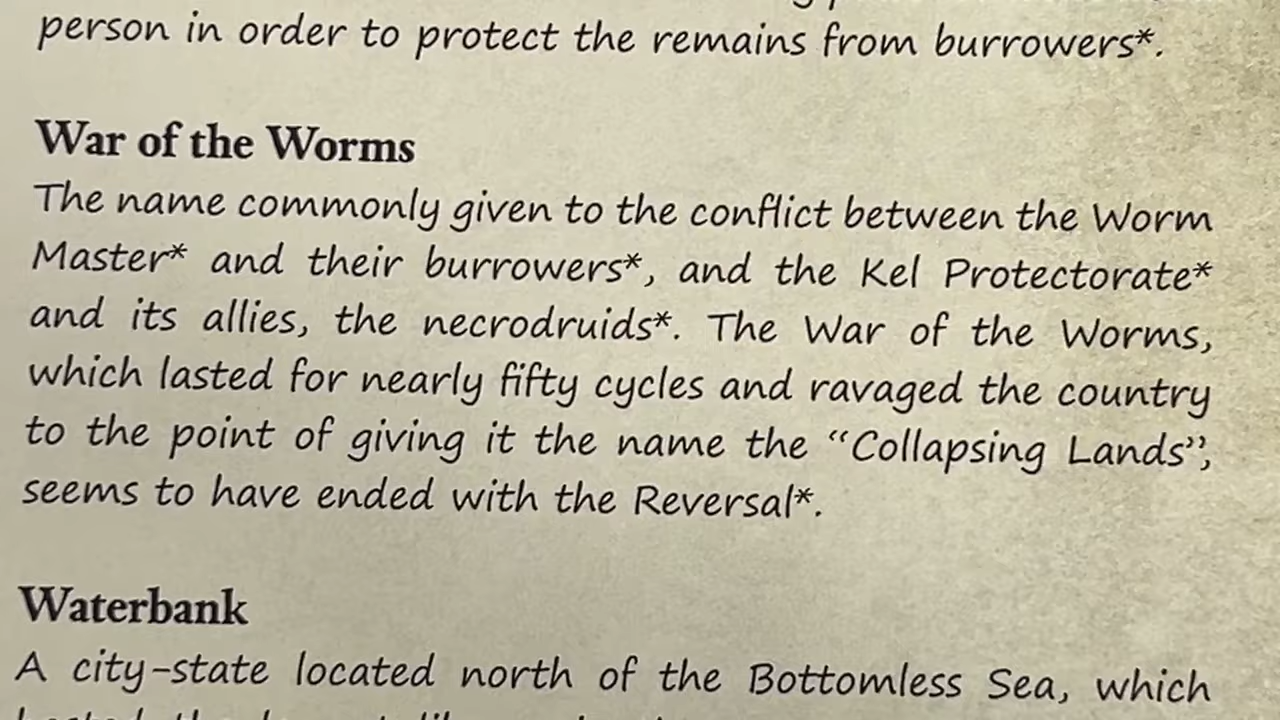 person in order to protect the remains from burrowers*.
War of the Worms
The name commonly given to the conflict between the Worm
Master* and their burrowers*, and the Kel Protectorate*
and its allies, the necrodruids*. The War of the Worms,
which lasted for nearly fifty cycles and ravaged the country
to the point of giving it the name the “Collapsing Lands”,
seems to have ended with the Reversal*.
Waterbank
A city-state located north of the Bottomless Sea, which